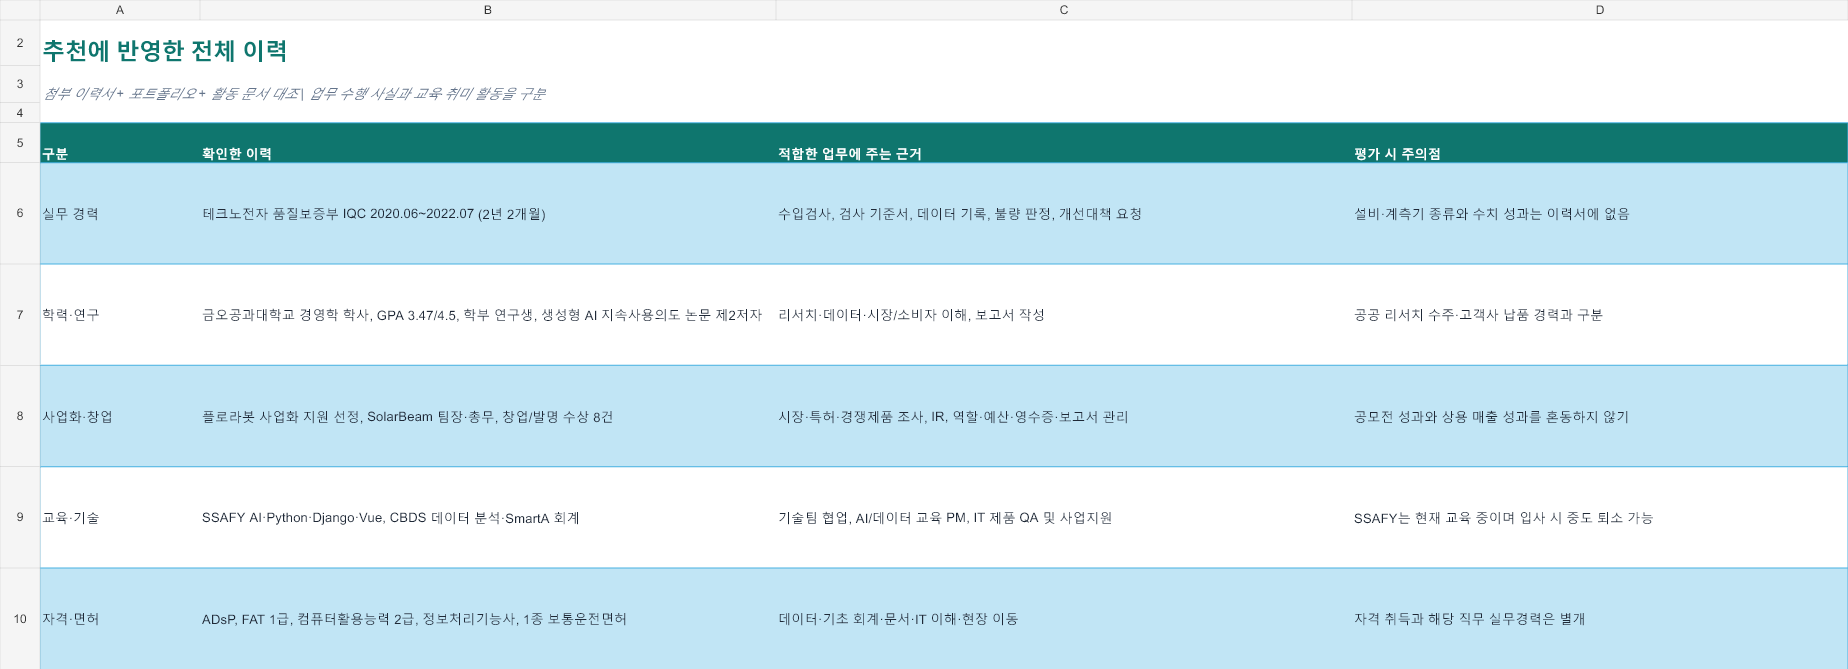 A B C D
2 추천에 반영한 전체 이력
3 첨부 이력서+ 포트폴리오+ 활동 문서 대조| 업무 수행 사실과 교육·취미 활동을 구분
4
5 구분 확인한 이력 적합한 업무에 주는 근거 평가 시 주의점
6 실무 경력 테크노전자 품질보증부 IQC 2020.06~2022.07 (2년 2개월) 수입검사, 검사 기준서, 데이터 기록, 불량 판정, 개선대책 요청 설비·계측기 종류와 수치 성과는 이력서에 없음
7 학력·연구 금오공과대학교 경영학 학사, GPA 3.47/4.5, 학부 연구생, 생성형 AI 지속사용의도 논문 제2저자 리서치·데이터·시장/소비자 이해, 보고서 작성 공공 리서치 수주·고객사 납품 경력과 구분
8 사업화·창업 플로라봇 사업화 지원 선정, SolarBeam 팀장·총무, 창업/발명 수상 8건 시장·특허·경쟁제품 조사, IR, 역할·예산·영수증·보고서 관리 공모전 성과와 상용 매출 성과를 혼동하지 않기
9 교육·기술 SSAFY AI·Python·Django·Vue, CBDS 데이터 분석·SmartA 회계 기술팀 협업, AI/데이터 교육 PM, IT 제품 QA 및 사업지원 SSAFY는 현재 교육 중이며 입사 시 중도 퇴소 가능
10 자격·면허 ADsP, FAT 1급, 컴퓨터활용능력 2급, 정보처리기능사, 1종 보통운전면허 데이터·기초 회계·문서·IT 이해·현장 이동 자격 취득과 해당 직무 실무경력은 별개